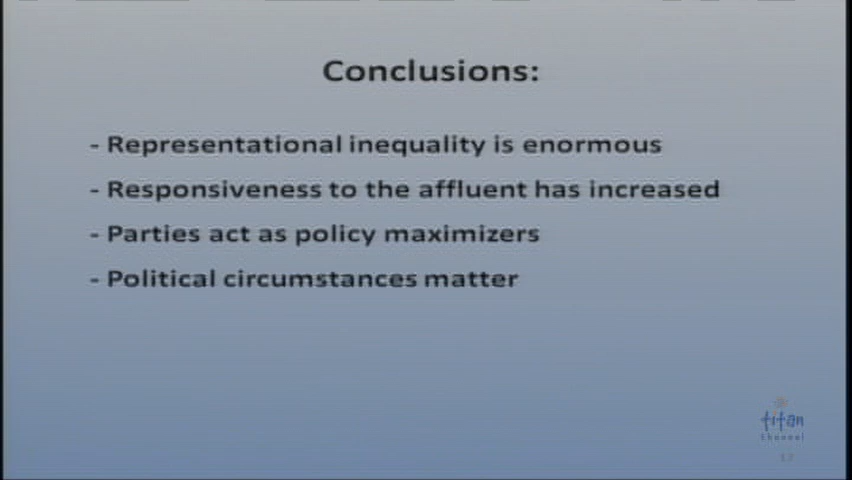 Conclusions:
- Representational inequality is enormous
- Responsiveness to the affluent has increased
- Parties act as policy maximizers
- Political circumstances matter
titan
Channel